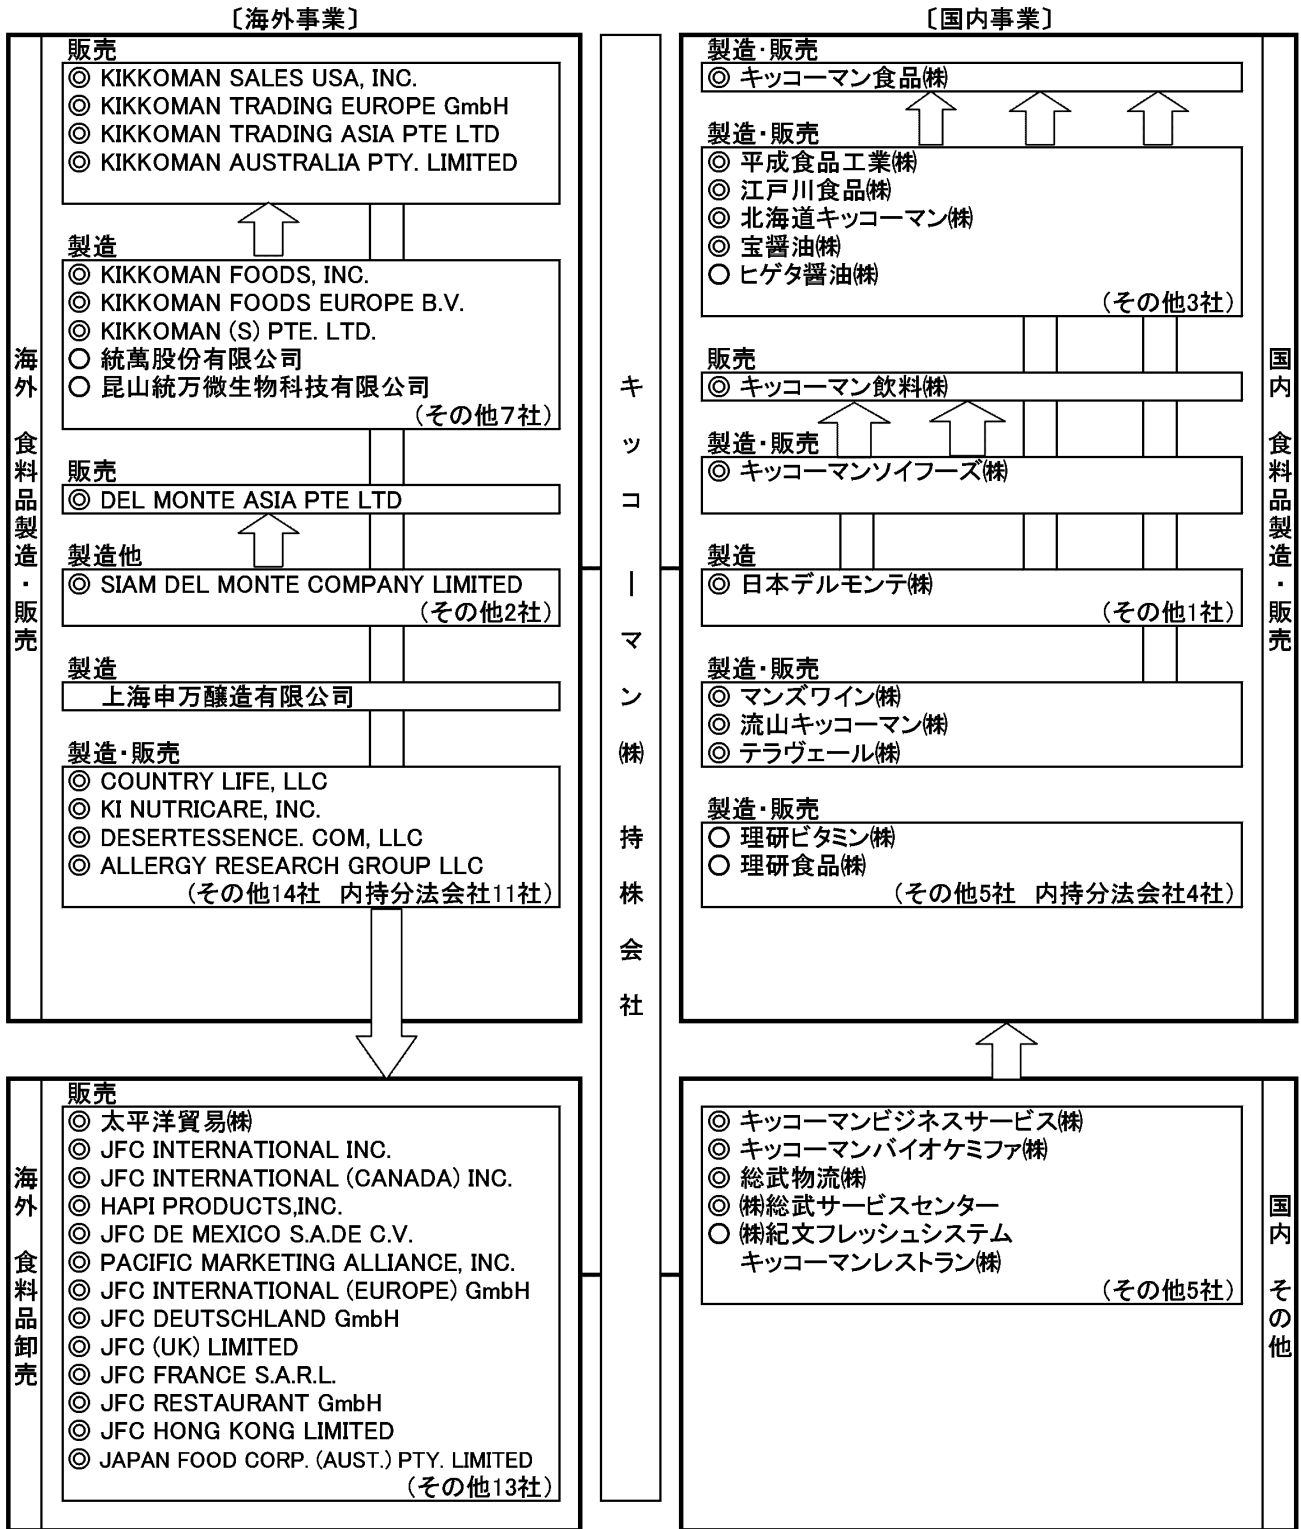 〔海外事業〕
海外 食料品製造・販売
販売
◎ KIKKOMAN SALES USA, INC.
◎ KIKKOMAN TRADING EUROPE GmbH
◎ KIKKOMAN TRADING ASIA PTE LTD
◎ KIKKOMAN AUSTRALIA PTY. LIMITED
製造
◎ KIKKOMAN FOODS, INC.
◎ KIKKOMAN FOODS EUROPE B.V.
◎ KIKKOMAN (S) PTE. LTD.
○ 統萬股份有限公司
○ 昆山統万微生物科技有限公司
(その他7社)
販売
◎ DEL MONTE ASIA PTE LTD
製造他
◎ SIAM DEL MONTE COMPANY LIMITED
(その他2社)
製造
上海申万醸造有限公司
製造・販売
◎ COUNTRY LIFE, LLC
◎ KI NUTRICARE, INC.
◎ DESERTESSENCE. COM, LLC
◎ ALLERGY RESEARCH GROUP LLC
(その他14社 内持分法会社11社)
海外 食料品卸売
販売
◎ 太平洋貿易㈱
◎ JFC INTERNATIONAL INC.
◎ JFC INTERNATIONAL (CANADA) INC.
◎ HAPI PRODUCTS,INC.
◎ JFC DE MEXICO S.A.DE C.V.
◎ PACIFIC MARKETING ALLIANCE, INC.
◎ JFC INTERNATIONAL (EUROPE) GmbH
◎ JFC DEUTSCHLAND GmbH
◎ JFC (UK) LIMITED
◎ JFC FRANCE S.A.R.L.
◎ JFC RESTAURANT GmbH
◎ JFC HONG KONG LIMITED
◎ JAPAN FOOD CORP. (AUST.) PTY. LIMITED
(その他13社)
キッコーマン㈱ 持株会社
〔国内事業〕
国内 食料品製造・販売
製造・販売
◎ キッコーマン食品㈱
製造・販売
◎ 平成食品工業㈱
◎ 江戸川食品㈱
◎ 北海道キッコーマン㈱
◎ 宝醤油㈱
○ ヒゲタ醤油㈱
(その他3社)
販売
◎ キッコーマン飲料㈱
製造・販売
◎ キッコーマンソイフーズ㈱
製造
◎ 日本デルモンテ㈱
(その他1社)
製造・販売
◎ マンズワイン㈱
◎ 流山キッコーマン㈱
◎ テラヴェール㈱
製造・販売
○ 理研ビタミン㈱
○ 理研食品㈱
(その他5社 内持分法会社4社)
国内 その他
◎ キッコーマンビジネスサービス㈱
◎ キッコーマンバイオケミファ㈱
◎ 総武物流㈱
◎ ㈱総武サービスセンター
○ ㈱紀文フレッシュシステム
キッコーマンレストラン㈱
(その他5社)